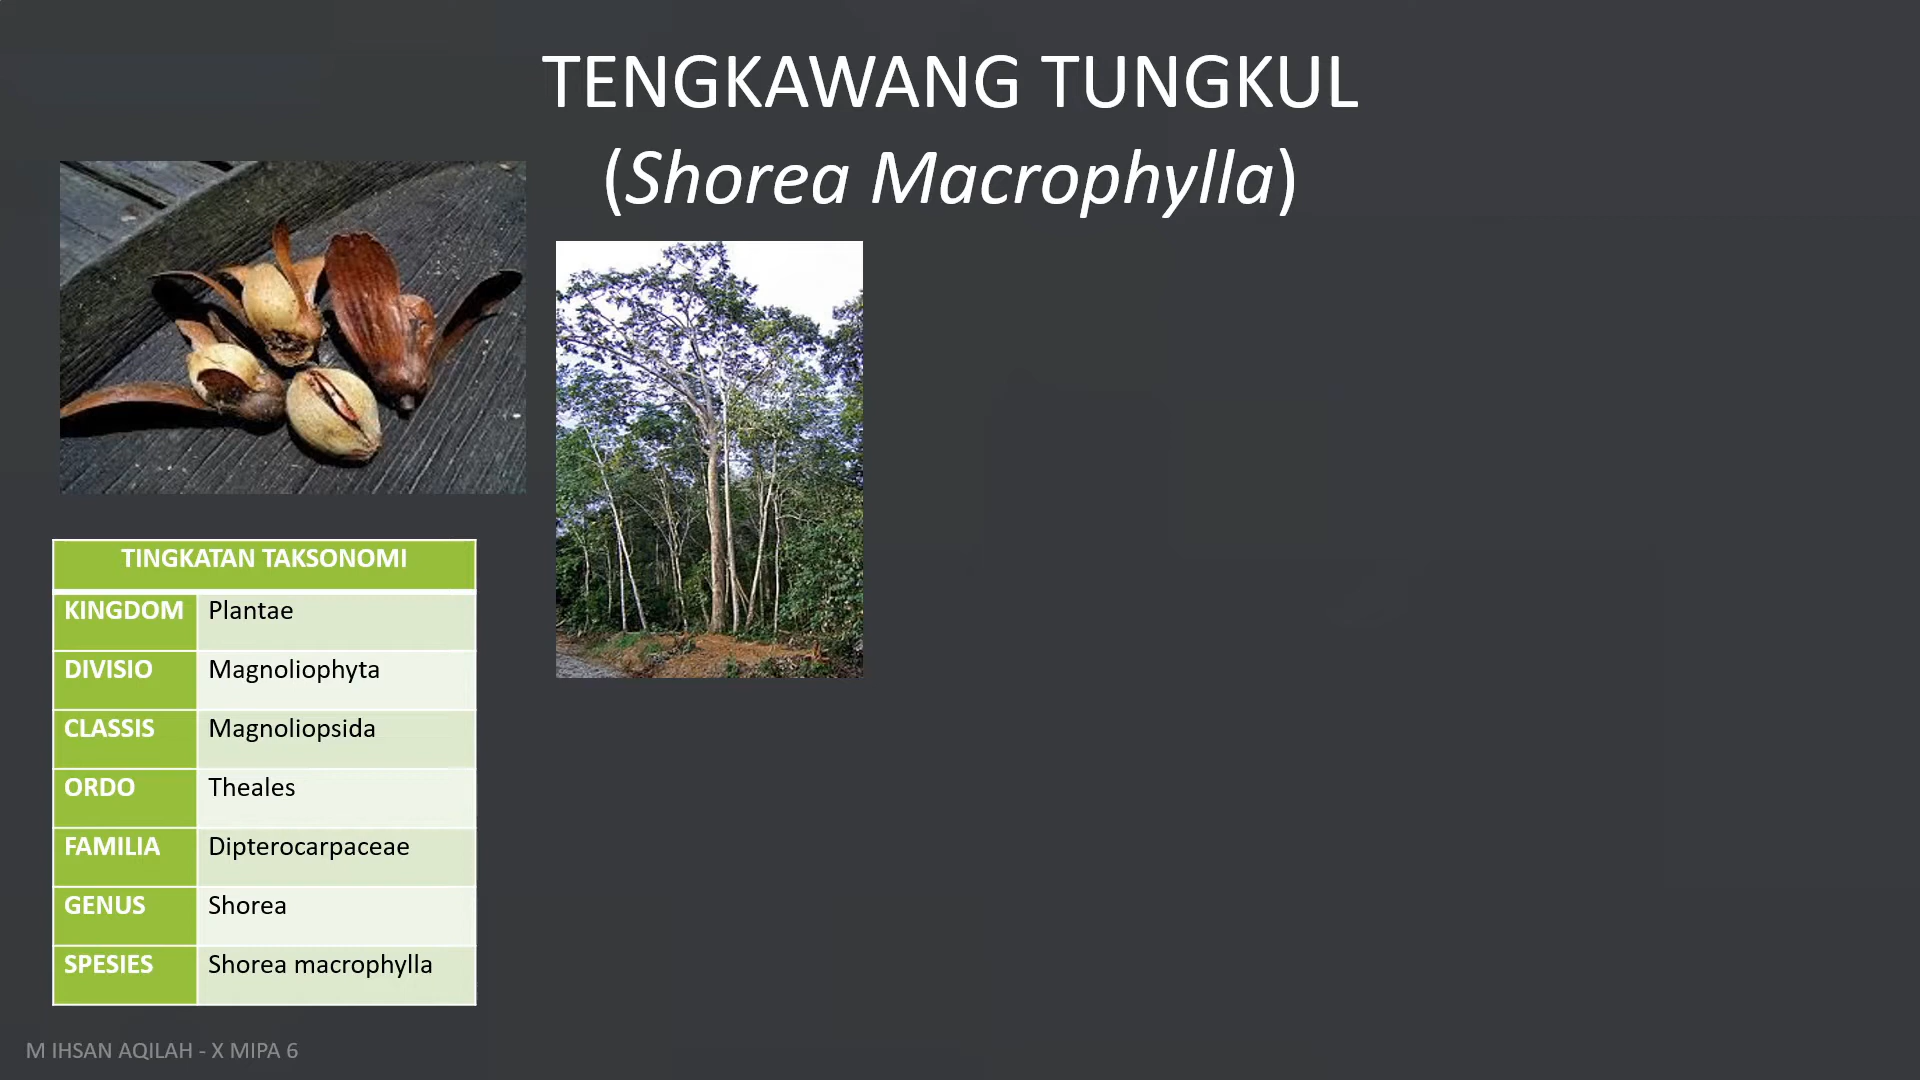 TENGKAWANG TUNGKUL
(Shorea Macrophylla)
TINGKATAN TAKSONOMI
KINGDOM Plantae
DIVISIO Magnoliophyta
CLASSIS Magnoliopsida
ORDO Theales
FAMILIA Dipterocarpaceae
GENUS Shorea
SPESIES Shorea macrophylla
M IHSAN AQILAH - X MIPA 6